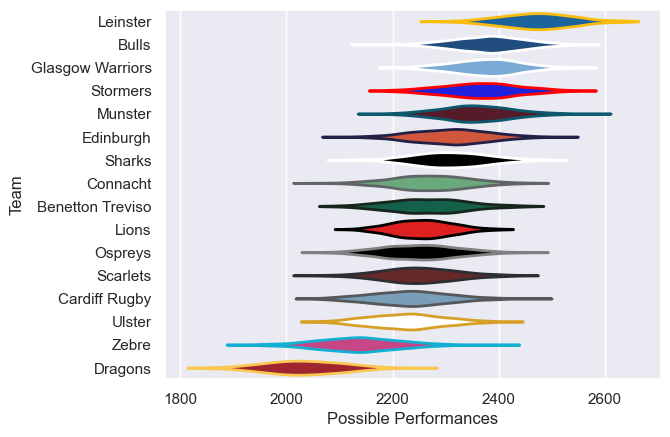 Leinster
Bulls
Glasgow Warriors
Stormers
Munster
Edinburgh
Sharks
Connacht
Benetton Treviso
Lions
Ospreys
Scarlets
Cardiff Rugby
Ulster
Zebre
Dragons
Team
1800 2000 2200 2400 2600
Possible Performances